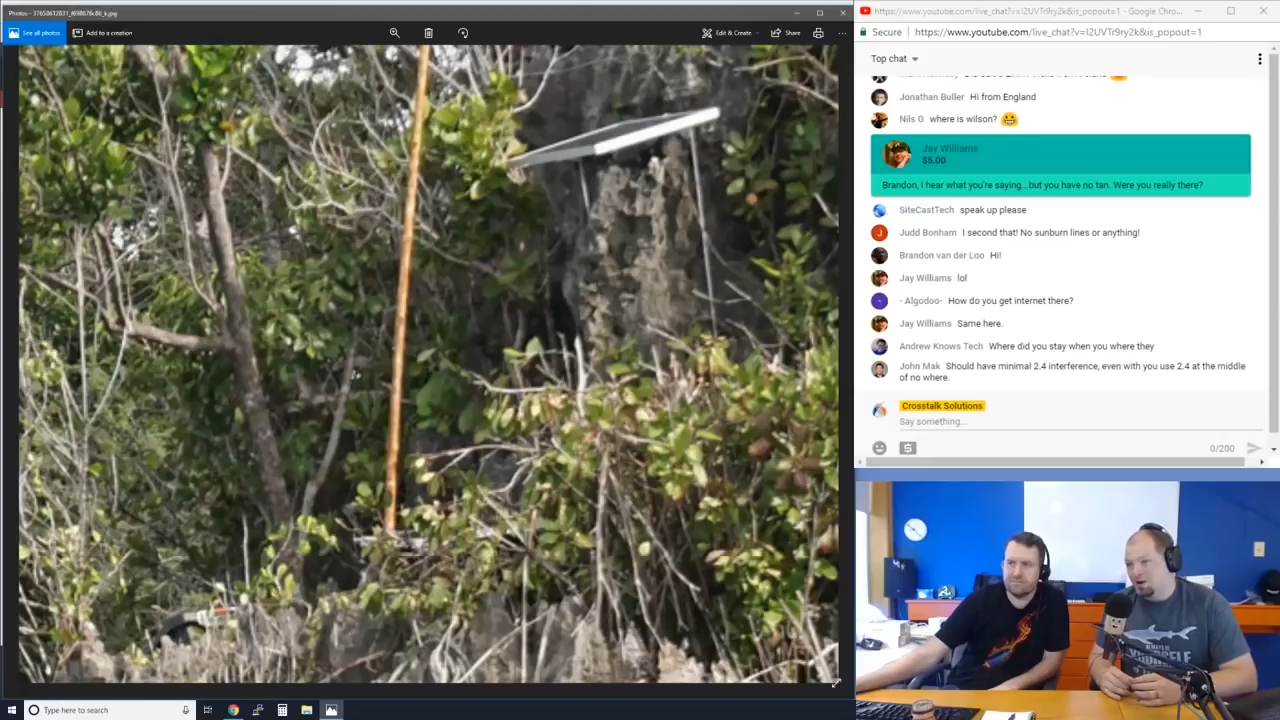 Photos - 37658612831_f698676c86_k.jpg
See all photos
Add to a creation
Edit & Create
Share
https://www.youtube.com/live_chat?v=I2UVTr9ry2k&is_popout=1 - Google Chro...
Secure
https://www.youtube.com/live_chat?v=I2UVTr9ry2k&is_popout=1
Top chat
Jonathan Buller Hi from England
Nils G where is wilson?
Jay Williams
$5.00
Brandon, I hear what you're saying...but you have no tan. Were you really there?
SiteCastTech speak up please
Judd Bonham I second that! No sunburn lines or anything!
Brandon van der Loo Hi!
Jay Williams lol
- Algodoo- How do you get internet there?
Jay Williams Same here.
Andrew Knows Tech Where did you stay when you where they
John Mak Should have minimal 2.4 interference, even with you use 2.4 at the middle
of no where.
Crosstalk Solutions
Say something...
0/200
ALWAYS BE
YOURSELF
Type here to search